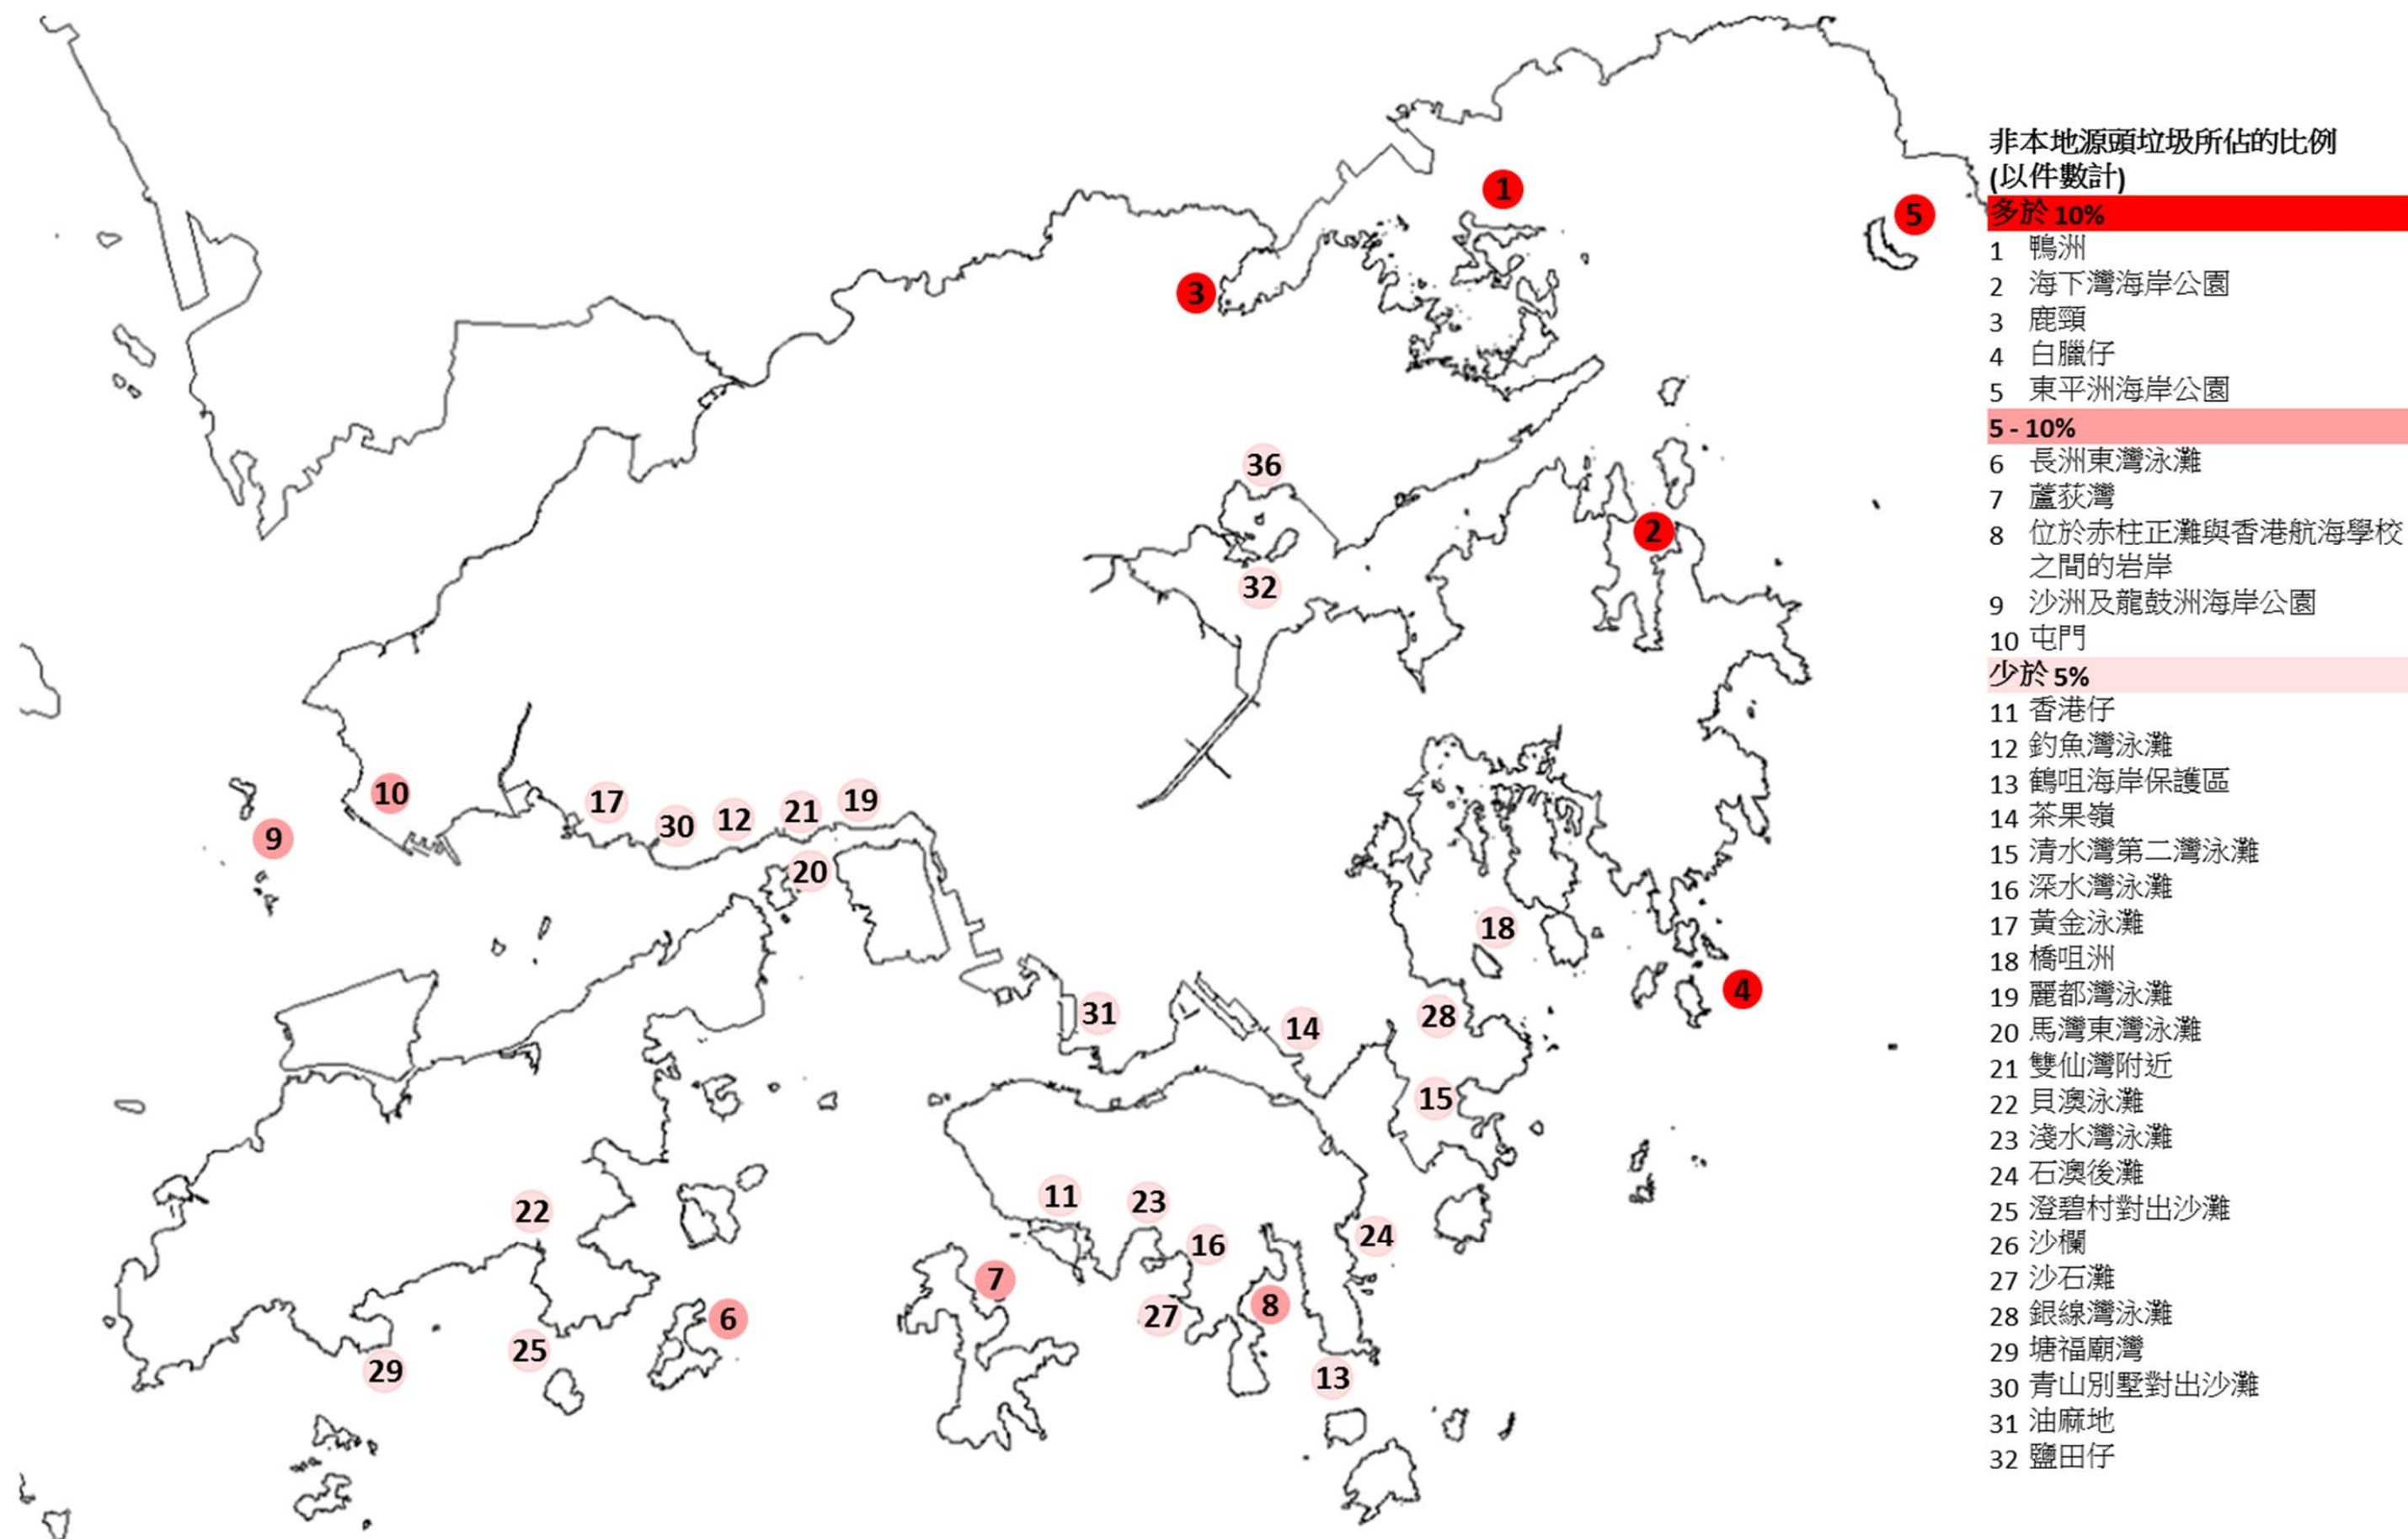 1
5
3
36
2
32
17
19
10
21
12
30
9
20
18
4
31
28
14
15
11
23
22
24
16
7
8
27
6
25
29
13
非本地源頭垃圾所佔的比例
(以件數計)
多於 10%
1 鴨洲
2 海下灣海岸公園
3 鹿頸
4 白臘仔
5 東平洲海岸公園
5 - 10%
6 長洲東灣泳灘
7 蘆荻灣
8 位於赤柱正灘與香港航海學校
之間的岩岸
9 沙洲及龍鼓洲海岸公園
10 屯門
少於 5%
11 香港仔
12 釣魚灣泳灘
13 鶴咀海岸保護區
14 茶果嶺
15 清水灣第二灣泳灘
16 深水灣泳灘
17 黃金泳灘
18 橋咀洲
19 麗都灣泳灘
20 馬灣東灣泳灘
21 雙仙灣附近
22 貝澳泳灘
23 淺水灣泳灘
24 石澳後灘
25 澄碧村對出沙灘
26 沙欄
27 沙石灘
28 銀線灣泳灘
29 塘福廟灣
30 青山別墅對出沙灘
31 油麻地
32 鹽田仔